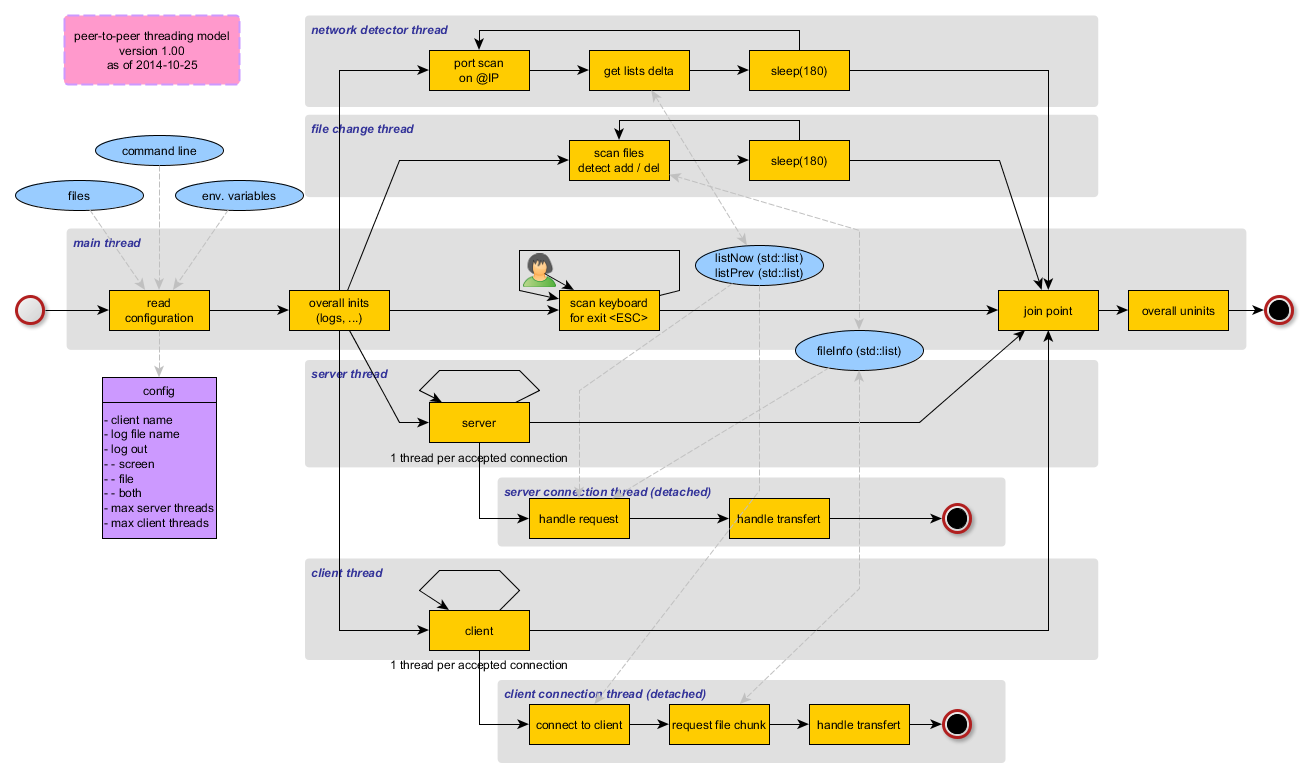 peer-to-peer threading model
version 1.00
as of 2014-10-25
network detector thread
port scan
on @IP
get lists delta
sleep(180)
file change thread
scan files
detect add / del
sleep(180)
command line
files
env. variables
main thread
read
configuration
overall inits
(logs, ...)
scan keyboard
for exit <ESC>
listNow (std::list)
listPrev (std::list)
join point
overall uninits
fileInfo (std::list)
config
- client name
- log file name
- log out
- - screen
- - file
- - both
- max server threads
- max client threads
server thread
server
1 thread per accepted connection
server connection thread (detached)
handle request
handle transfert
client thread
client
1 thread per accepted connection
client connection thread (detached)
connect to client
request file chunk
handle transfert